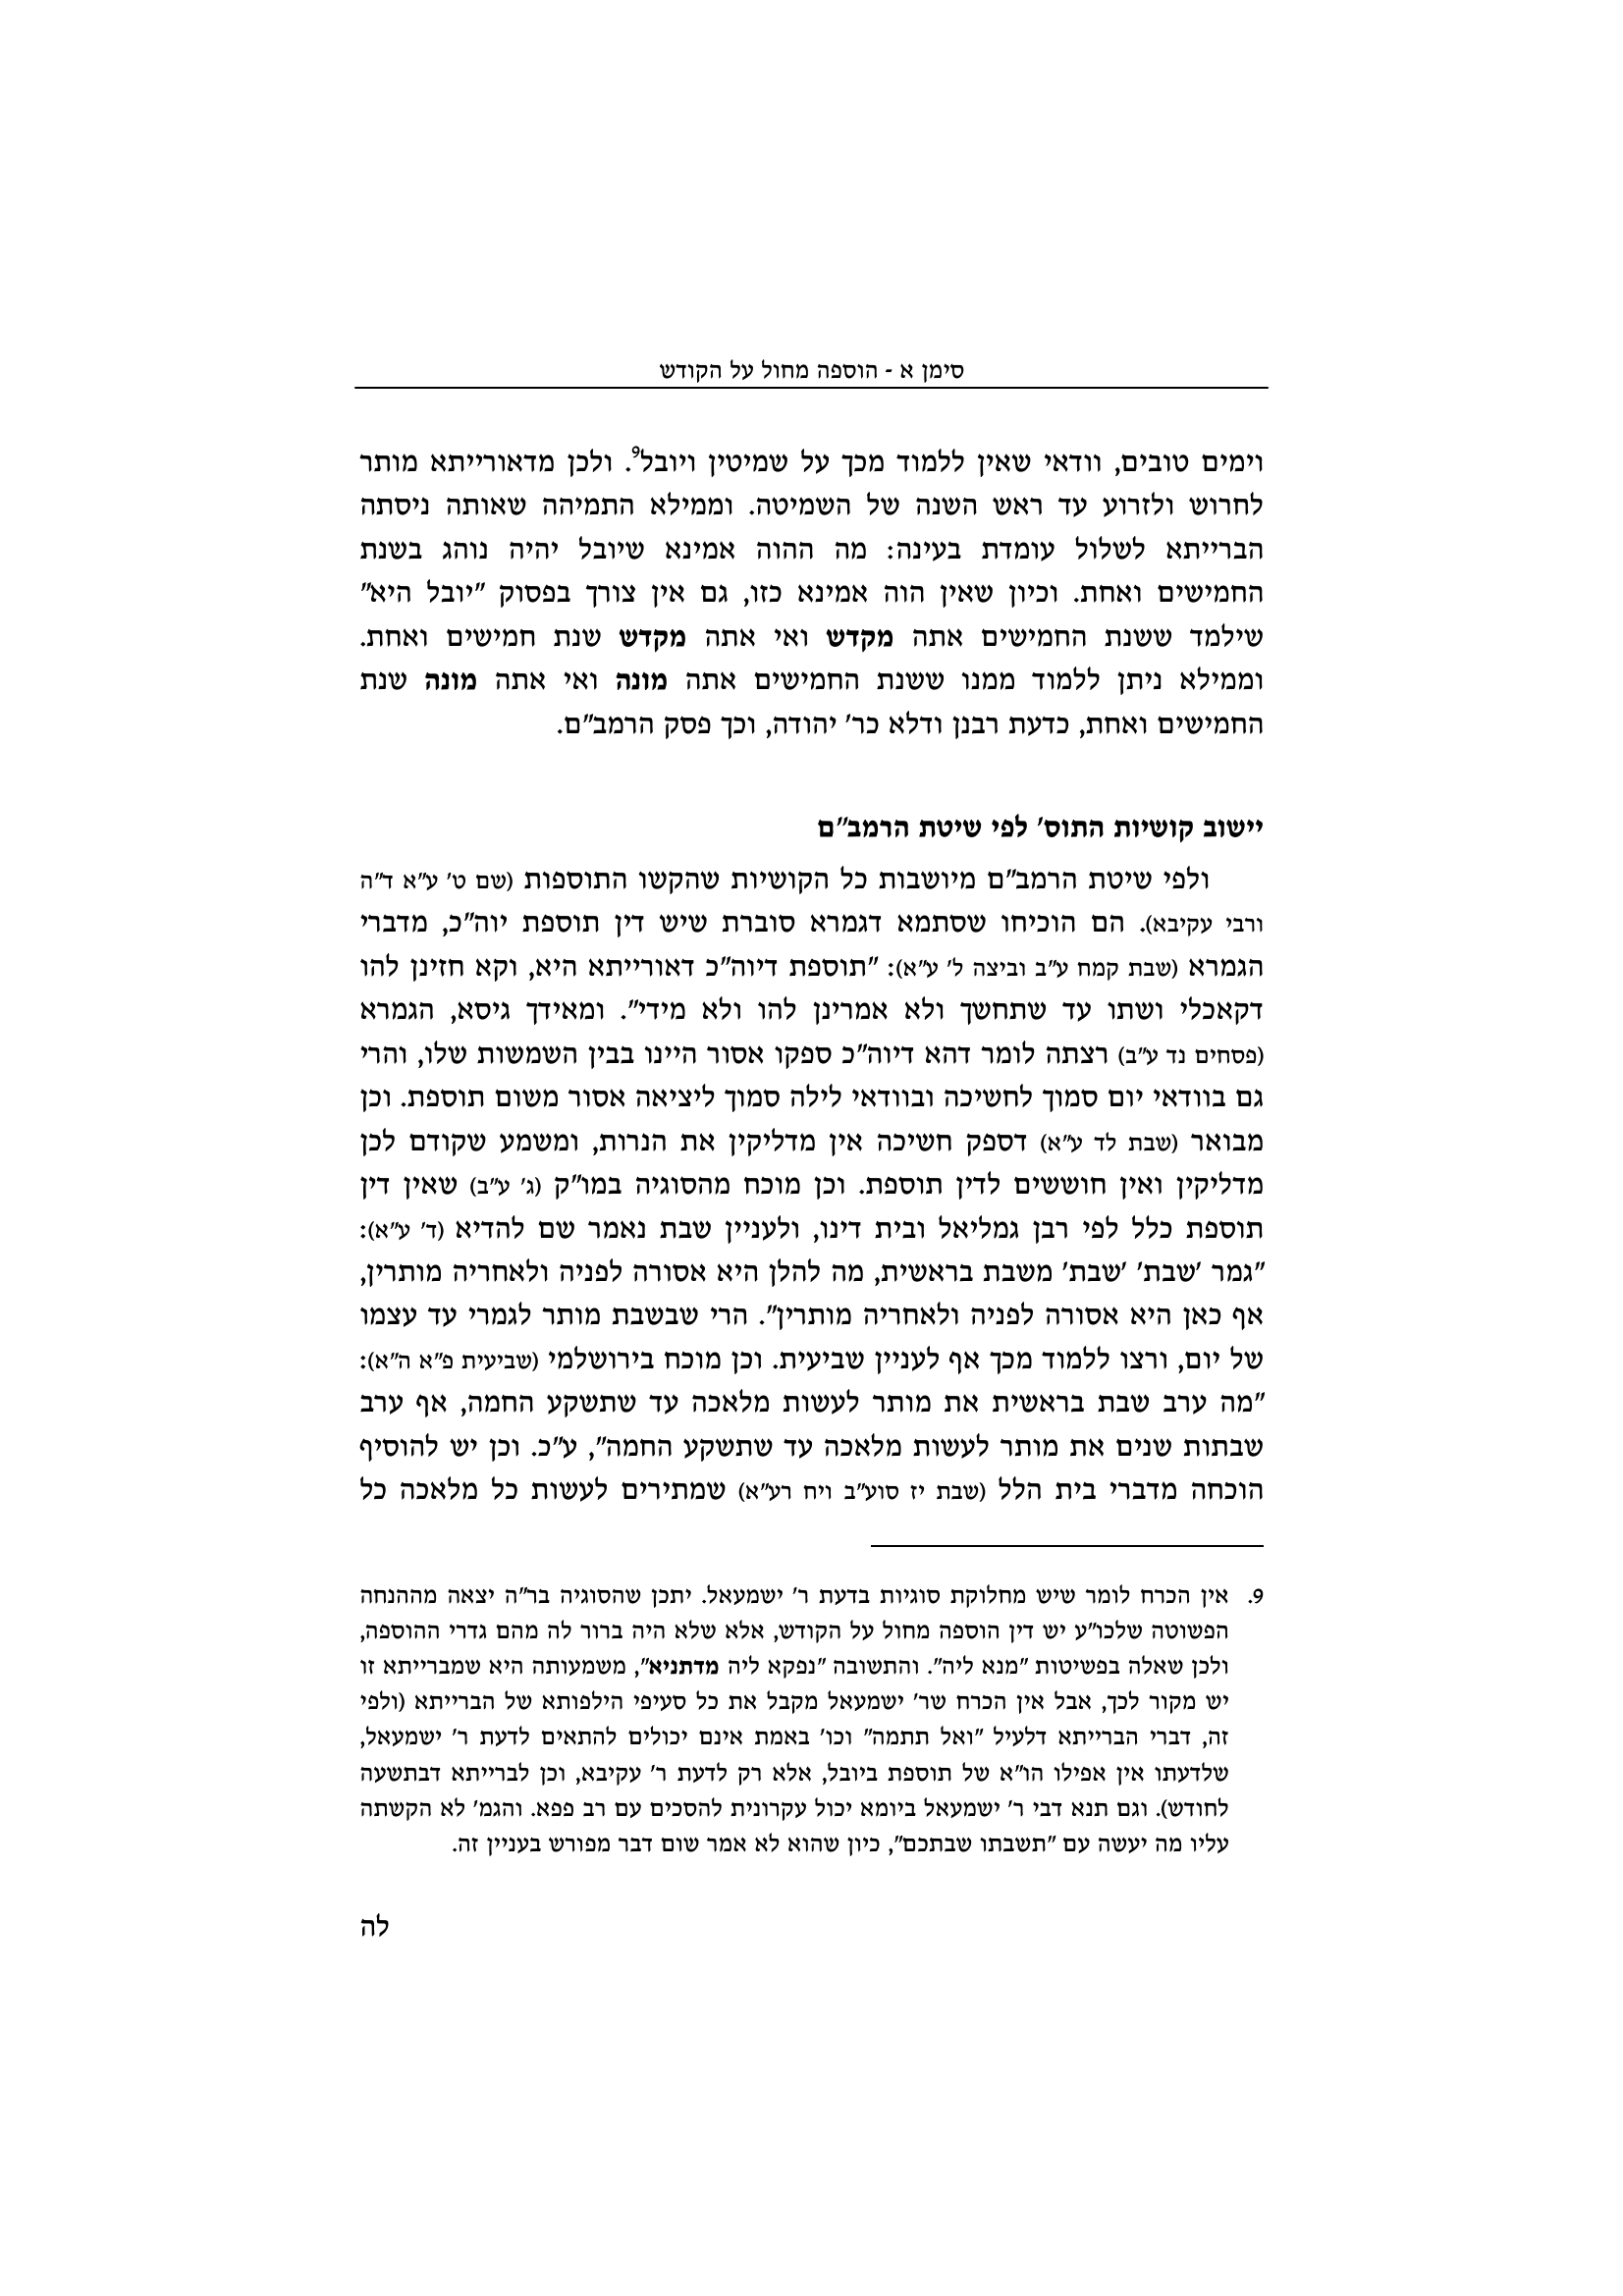 סימן א - הוספה מחול על הקודש
וימים טובים, וודאי שאין ללמוד מכך על שמיטין ויובל9. ולכן מדאורייתא מותר
לחרוש ולזרוע עד ראש השנה של השמיטה. וממילא התמיהה שאותה ניסתה
הברייתא לשלול עומדת בעינה: מה ההוה אמינא שיובל יהיה נוהג בשנת
החמישים ואחת. וכיון שאין הוה אמינא כזו, גם אין צורך בפסוק "יובל היא"
שילמד ששנת החמישים אתה מקדש ואי אתה מקדש שנת חמישים ואחת.
וממילא ניתן ללמוד ממנו ששנת החמישים אתה מונה ואי אתה מונה שנת
החמישים ואחת, כדעת רבנן ודלא כר' יהודה, וכך פסק הרמב"ם.
יישוב קושיות התוס' לפי שיטת הרמב"ם
ולפי שיטת הרמב"ם מיושבות כל הקושיות שהקשו התוספות (שם ט' ע"א ד"ה
ורבי עקיבא). הם הוכיחו שסתמא דגמרא סוברת שיש דין תוספת יוה"כ, מדברי
הגמרא (שבת קמח ע"ב וביצה ל' ע"א): "תוספת דיוה"כ דאורייתא היא, וקא חזינן להו
דקאכלי ושתו עד שתחשך ולא אמרינן להו ולא מידי". ומאידך גיסא, הגמרא
(פסחים נד ע"ב) רצתה לומר דהא דיוה"כ ספקו אסור היינו בבין השמשות שלו, והרי
גם בוודאי יום סמוך לחשיכה ובוודאי לילה סמוך ליציאה אסור משום תוספת. וכן
מבואר (שבת לד ע"א) דספק חשיכה אין מדליקין את הנרות, ומשמע שקודם לכן
מדליקין ואין חוששים לדין תוספת. וכן מוכח מהסוגיה במו"ק (ג' ע"ב) שאין דין
תוספת כלל לפי רבן גמליאל ובית דינו, ולעניין שבת נאמר שם להדיא (ד' ע"א):
"גמר 'שבת' 'שבת' משבת בראשית, מה להלן היא אסורה לפניה ולאחריה מותרין,
אף כאן היא אסורה לפניה ולאחריה מותרין". הרי שבשבת מותר לגמרי עד עצמו
של יום, ורצו ללמוד מכך אף לעניין שביעית. וכן מוכח בירושלמי (שביעית פ"א ה"א):
"מה ערב שבת בראשית את מותר לעשות מלאכה עד שתשקע החמה, אף ערב
שבתות שנים את מותר לעשות מלאכה עד שתשקע החמה", ע"כ. וכן יש להוסיף
הוכחה מדברי בית הלל (שבת יז סוע"ב ויח רע"א) שמתירים לעשות כל מלאכה כל
9. אין הכרח לומר שיש מחלוקת סוגיות בדעת ר' ישמעאל. יתכן שהסוגיה בר"ה יצאה מההנחה
הפשוטה שלכו"ע יש דין הוספה מחול על הקודש, אלא שלא היה ברור לה מהם גדרי ההוספה,
ולכן שאלה בפשיטות "מנא ליה". והתשובה "נפקא ליה מדתניא", משמעותה היא שמברייתא זו
יש מקור לכך, אבל אין הכרח שר' ישמעאל מקבל את כל סעיפי הילפותא של הברייתא (ולפי
זה, דברי הברייתא דלעיל "ואל תתמה" וכו' באמת אינם יכולים להתאים לדעת ר' ישמעאל,
שלדעתו אין אפילו הו"א של תוספת ביובל, אלא רק לדעת ר' עקיבא, וכן לברייתא דבתשעה
לחודש). וגם תנא דבי ר' ישמעאל ביומא יכול עקרונית להסכים עם רב פפא. והגמ' לא הקשתה
עליו מה יעשה עם "תשבתו שבתכם", כיון שהוא לא אמר שום דבר מפורש בעניין זה.
לה